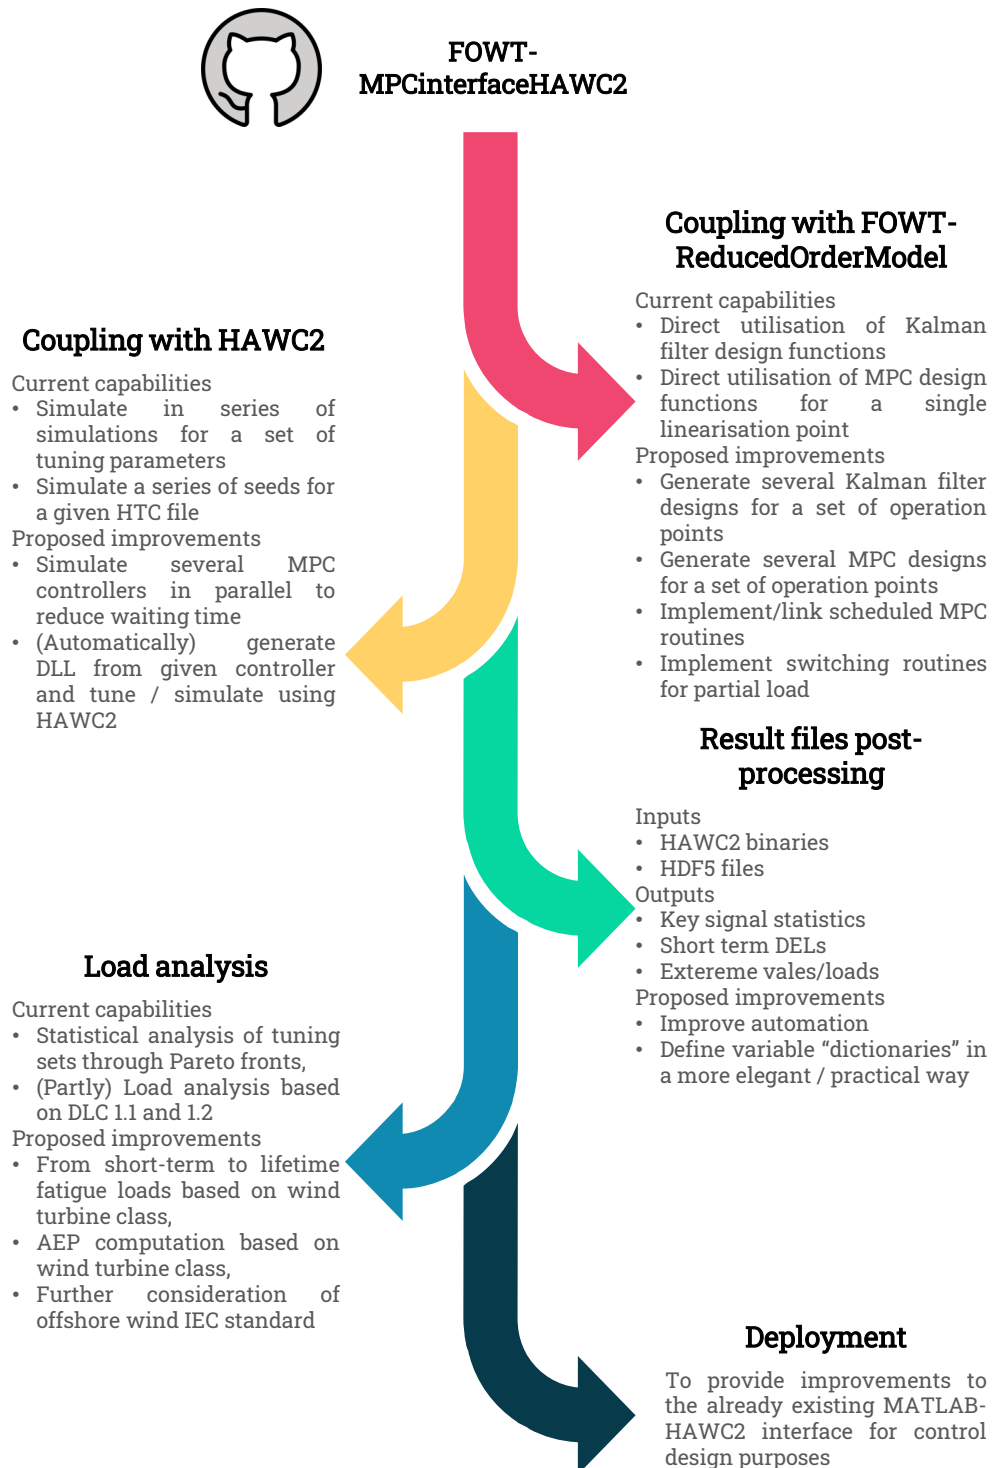 FOWT-
MPCinterfaceHAWC2
Coupling with FOWT-
ReducedOrderModel
Current capabilities
• Direct utilisation of Kalman
filter design functions
• Direct utilisation of MPC design
functions for a single
linearisation point
Proposed improvements
• Generate several Kalman filter
designs for a set of operation
points
• Generate several MPC designs
for a set of operation points
• Implement/link scheduled MPC
routines
• Implement switching routines
for partial load
Coupling with HAWC2
Current capabilities
• Simulate in series of
simulations for a set of
tuning parameters
• Simulate a series of seeds for
a given HTC file
Proposed improvements
• Simulate several MPC
controllers in parallel to
reduce waiting time
• (Automatically) generate
DLL from given controller
and tune / simulate using
HAWC2
Result files post-
processing
Inputs
• HAWC2 binaries
• HDF5 files
Outputs
• Key signal statistics
• Short term DELs
• Extereme vales/loads
Proposed improvements
• Improve automation
• Define variable “dictionaries” in
a more elegant / practical way
Load analysis
Current capabilities
• Statistical analysis of tuning
sets through Pareto fronts,
• (Partly) Load analysis based
on DLC 1.1 and 1.2
Proposed improvements
• From short-term to lifetime
fatigue loads based on wind
turbine class,
• AEP computation based on
wind turbine class,
• Further consideration of
offshore wind IEC standard
Deployment
To provide improvements to
the already existing MATLAB-
HAWC2 interface for control
design purposes